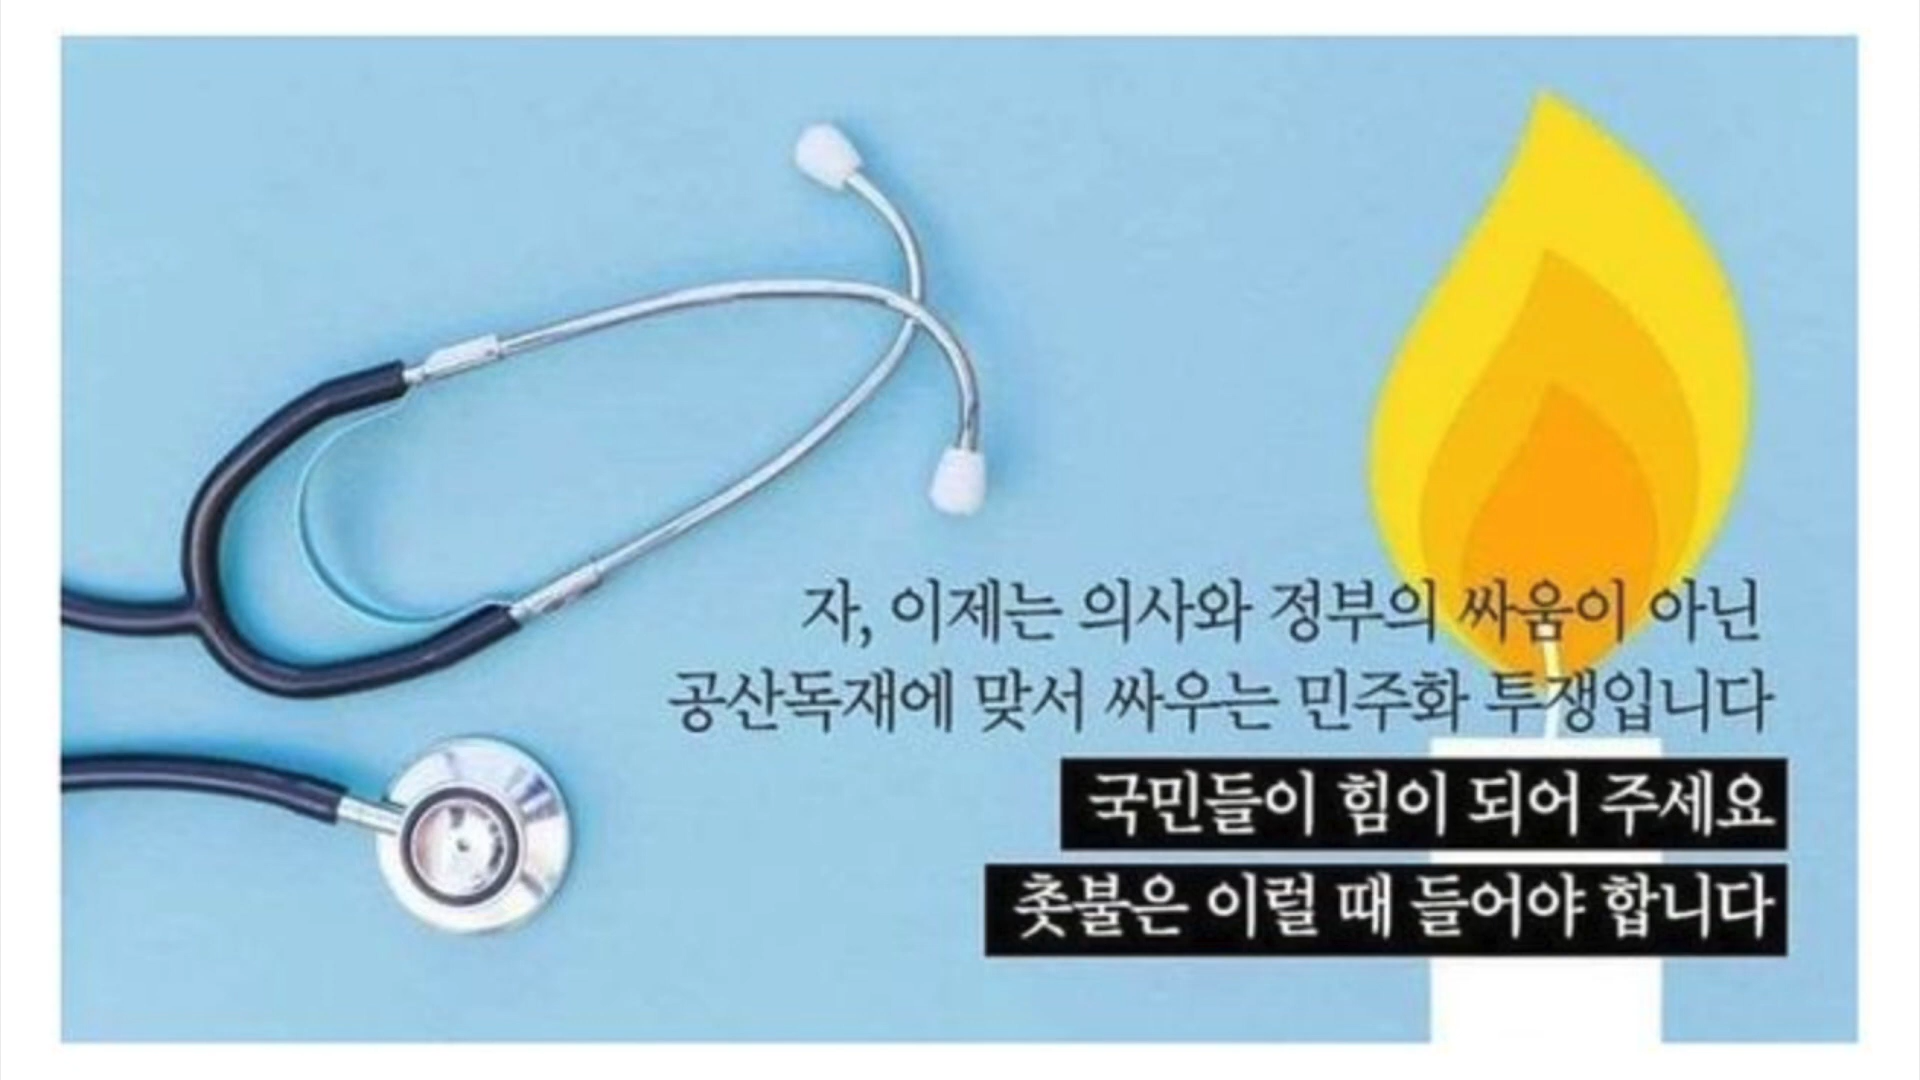 자, 이제는 의사와 정부의 싸움이 아닌
공산독재에 맞서 싸우는 민주화 투쟁입니다
국민들이 힘이 되어 주세요
촛불은 이럴 때 들어야 합니다